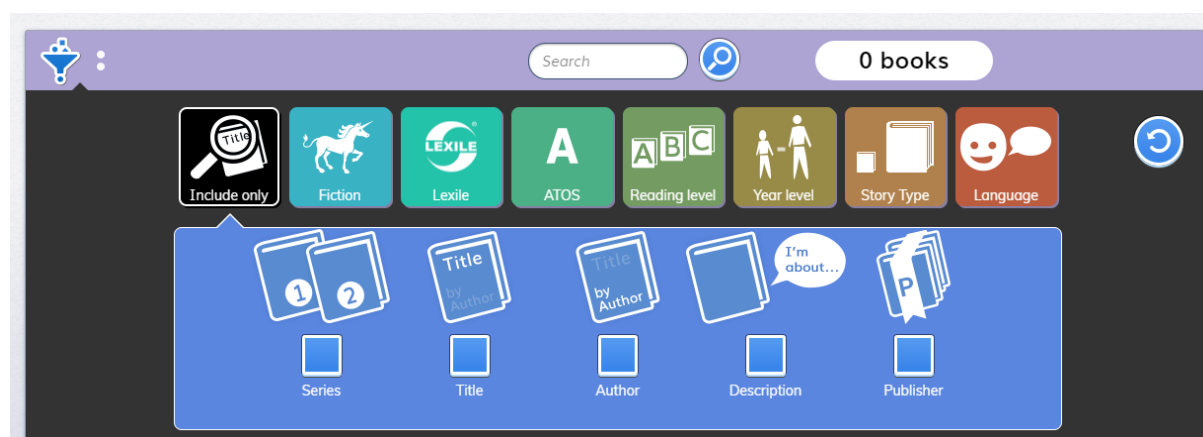 Search
0 books
Title
Include only
Fiction
LEXILE
Lexile
A
ATOS
A B C
Reading level
Year level
Story Type
Language
1
2
Title
by
Author
Title
by
Author
I'm
about...
P
Series
Title
Author
Description
Publisher